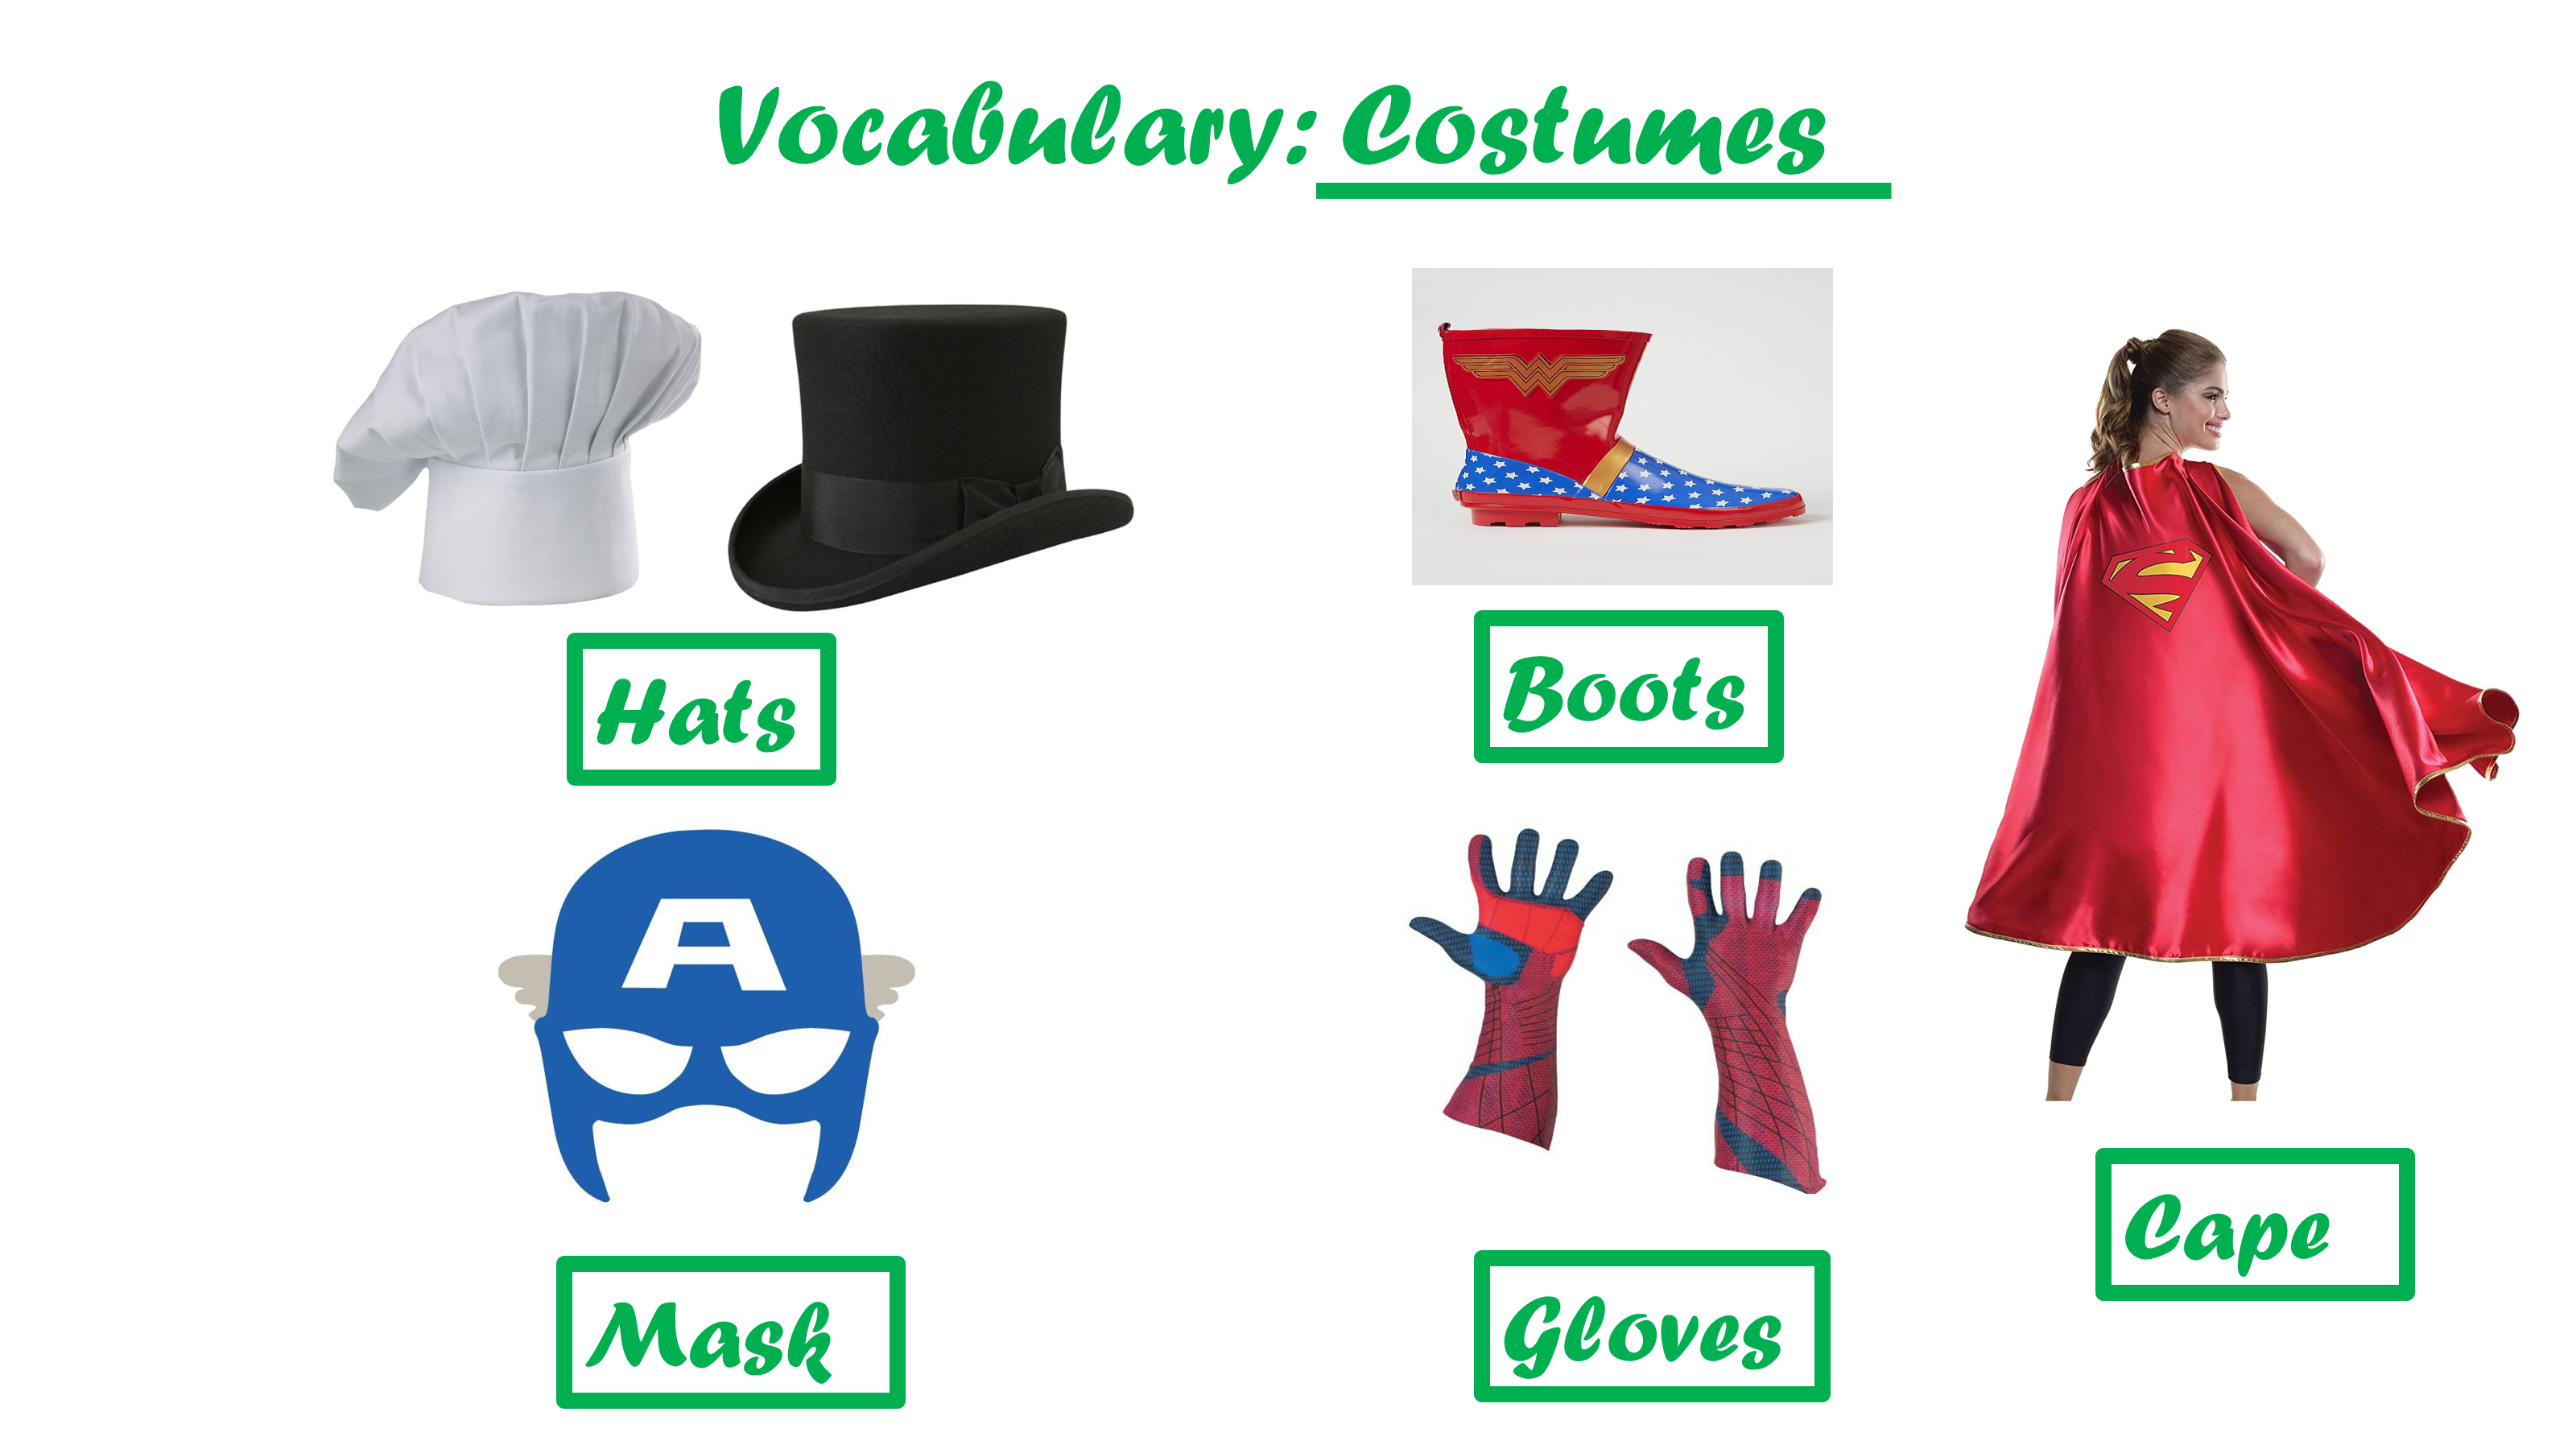 Vocabulary: Costumes
Hats
Boots
A
Mask
Gloves
Cape